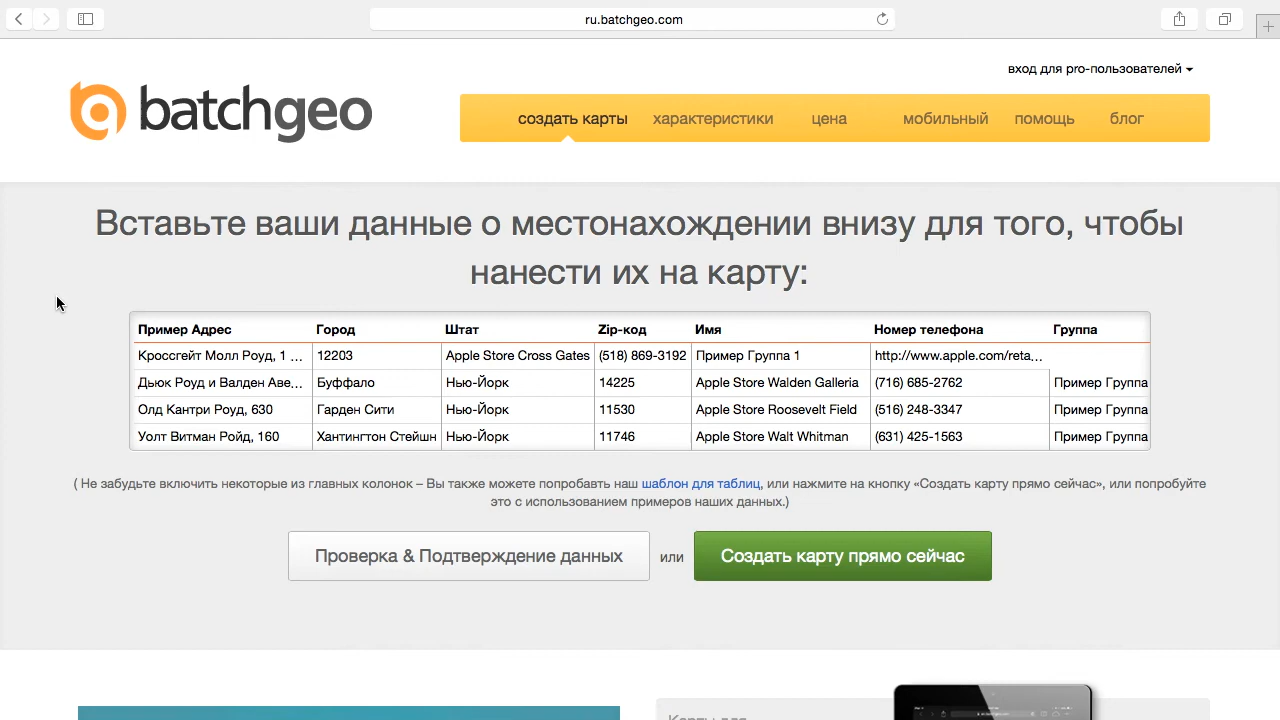 ru.batchgeo.com
вход для pro-пользователей
batchgeo
создать карты характеристики цена мобильный помощь блог
Вставьте ваши данные о местонахождении внизу для того, чтобы
нанести их на карту:
Пример Адрес Город Штат Zip-код Имя Номер телефона Группа
Кроссгейт Молл Роуд, 1 ... 12203 Apple Store Cross Gates (518) 869-3192 Пример Группа 1 http://www.apple.com/reta...
Дьюк Роуд и Валден Аве... Буффало Нью-Йорк 14225 Apple Store Walden Galleria (716) 685-2762 Пример Группа
Олд Кантри Роуд, 630 Гарден Сити Нью-Йорк 11530 Apple Store Roosevelt Field (516) 248-3347 Пример Группа
Уолт Витман Ройд, 160 Хантингтон Стейшн Нью-Йорк 11746 Apple Store Walt Whitman (631) 425-1563 Пример Группа
( Не забудьте включить некоторые из главных колонок – Вы также можете попробавть наш шаблон для таблиц, или нажмите на кнопку «Создать карту прямо сейчас», или попробуйте
это с использованием примеров наших данных.)
Проверка & Подтверждение данных или Создать карту прямо сейчас